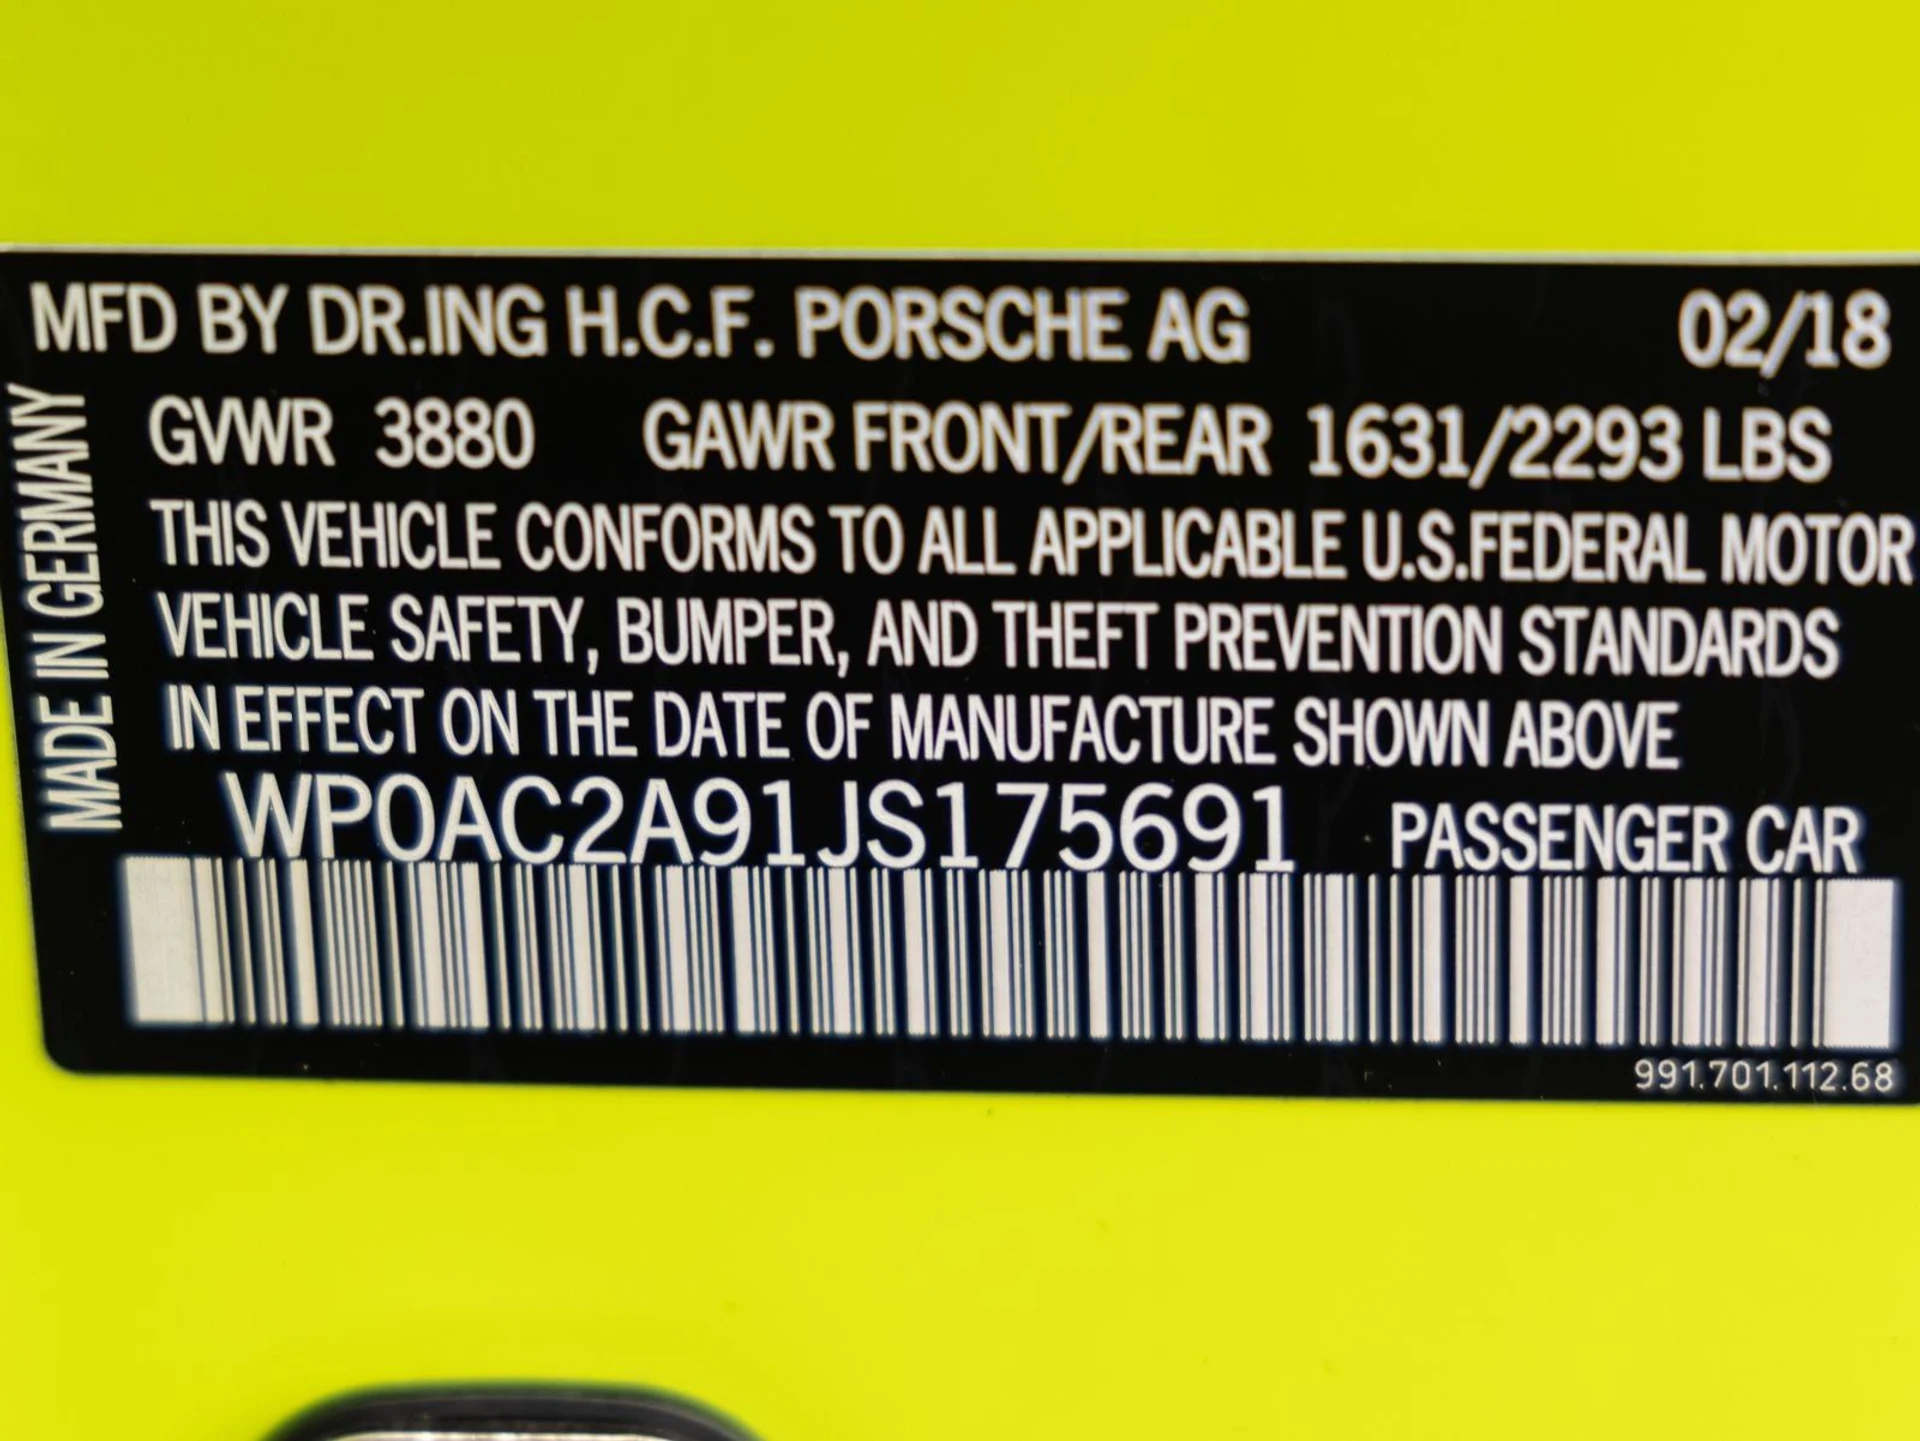 MFD BY DR.ING H.C.F. PORSCHE AG 02/18
MADE IN GERMANY
GVWR 3880 GAWR FRONT/REAR 1631/2293 LBS
THIS VEHICLE CONFORMS TO ALL APPLICABLE U.S.FEDERAL MOTOR
VEHICLE SAFETY, BUMPER, AND THEFT PREVENTION STANDARDS
IN EFFECT ON THE DATE OF MANUFACTURE SHOWN ABOVE
WP0AC2A91JS175691 PASSENGER CAR
991.701.112.68